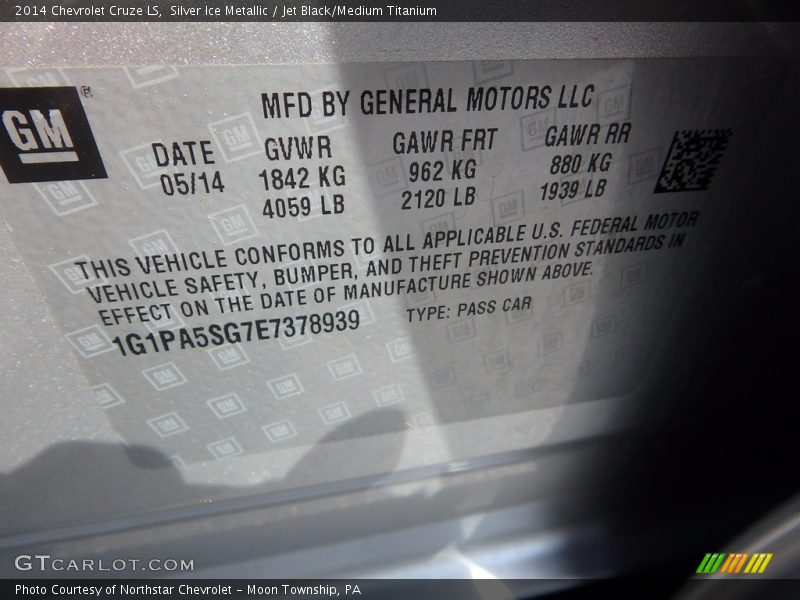 2014 Chevrolet Cruze LS,  Silver Ice Metallic / Jet Black/Medium Titanium
GM®
MFD BY GENERAL MOTORS LLC
DATE GVWR GAWR FRT GAWR RR
05/14 1842 KG 962 KG 880 KG
4059 LB 2120 LB 1939 LB
THIS VEHICLE CONFORMS TO ALL APPLICABLE U.S. FEDERAL MOTOR
VEHICLE SAFETY, BUMPER, AND THEFT PREVENTION STANDARDS IN
EFFECT ON THE DATE OF MANUFACTURE SHOWN ABOVE.
1G1PA5SG7E7378939 TYPE: PASS CAR
GTCARLOT.COM
Photo Courtesy of Northstar Chevrolet - Moon Township, PA